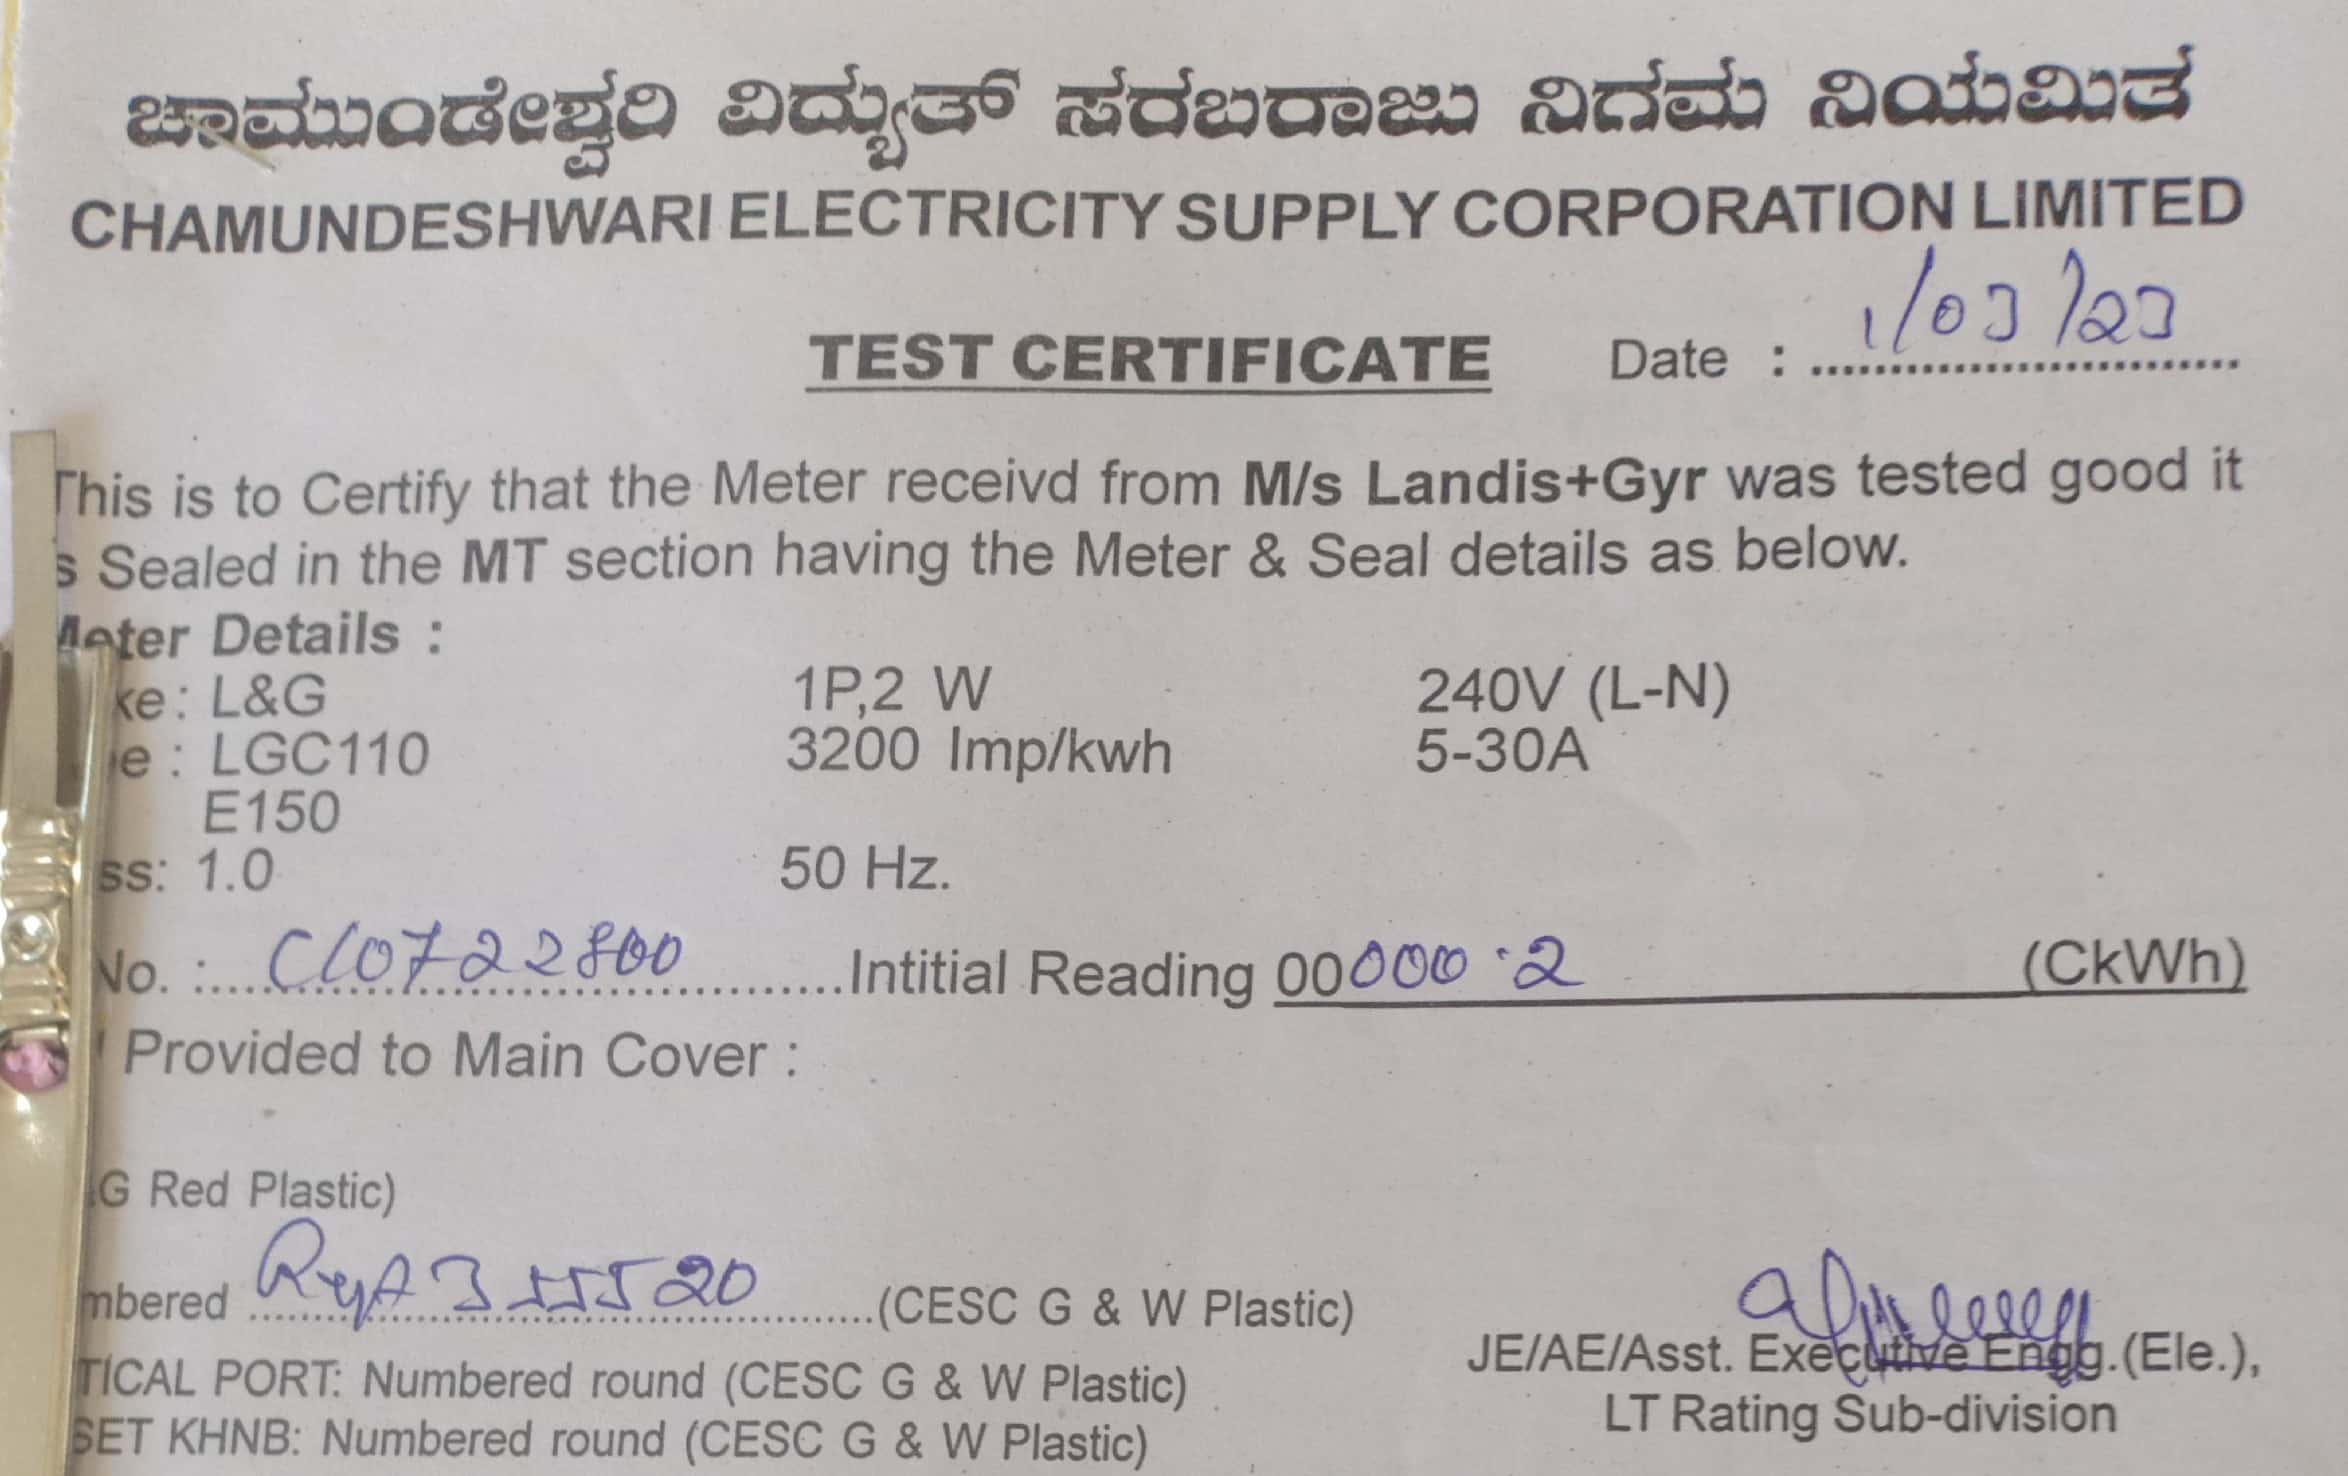 ಚಾಮುಂಡೇಶ್ವರಿ ವಿದ್ಯುತ್ ಸರಬರಾಜು ನಿಗಮ ನಿಯಮಿತ
CHAMUNDESHWARI ELECTRICITY SUPPLY CORPORATION LIMITED
TEST CERTIFICATE Date : 1/03/23
This is to Certify that the Meter receivd from M/s Landis+Gyr was tested good it
s Sealed in the MT section having the Meter & Seal details as below.
Meter Details :
ke : L&G 1P,2 W 240V (L-N)
e : LGC110 3200 Imp/kwh 5-30A
E150
ss: 1.0 50 Hz.
No. : C10722800 Intitial Reading 00000.2 (CkWh)
Provided to Main Cover :
G Red Plastic)
mbered 355520 (CESC G & W Plastic)
TICAL PORT: Numbered round (CESC G & W Plastic)
SET KHNB: Numbered round (CESC G & W Plastic)
JE/AE/Asst. Executive Engg.(Ele.),
LT Rating Sub-division